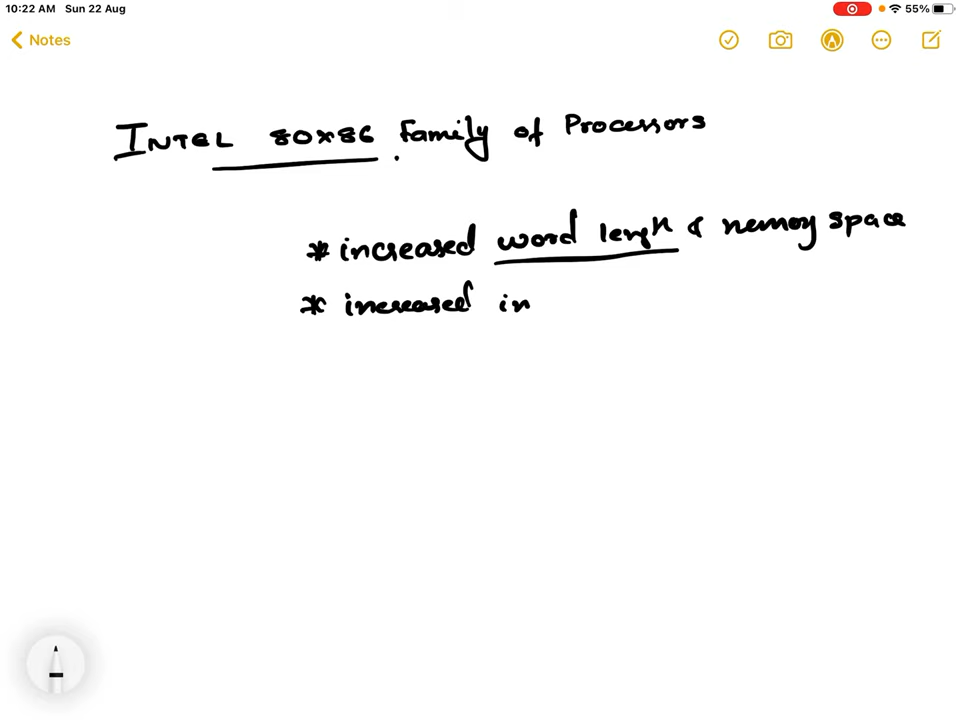 10:22 AM Sun 22 Aug
55%
Notes
INTEL 80x86 Family of Processors
* increased word lengh & memory space
* increased in